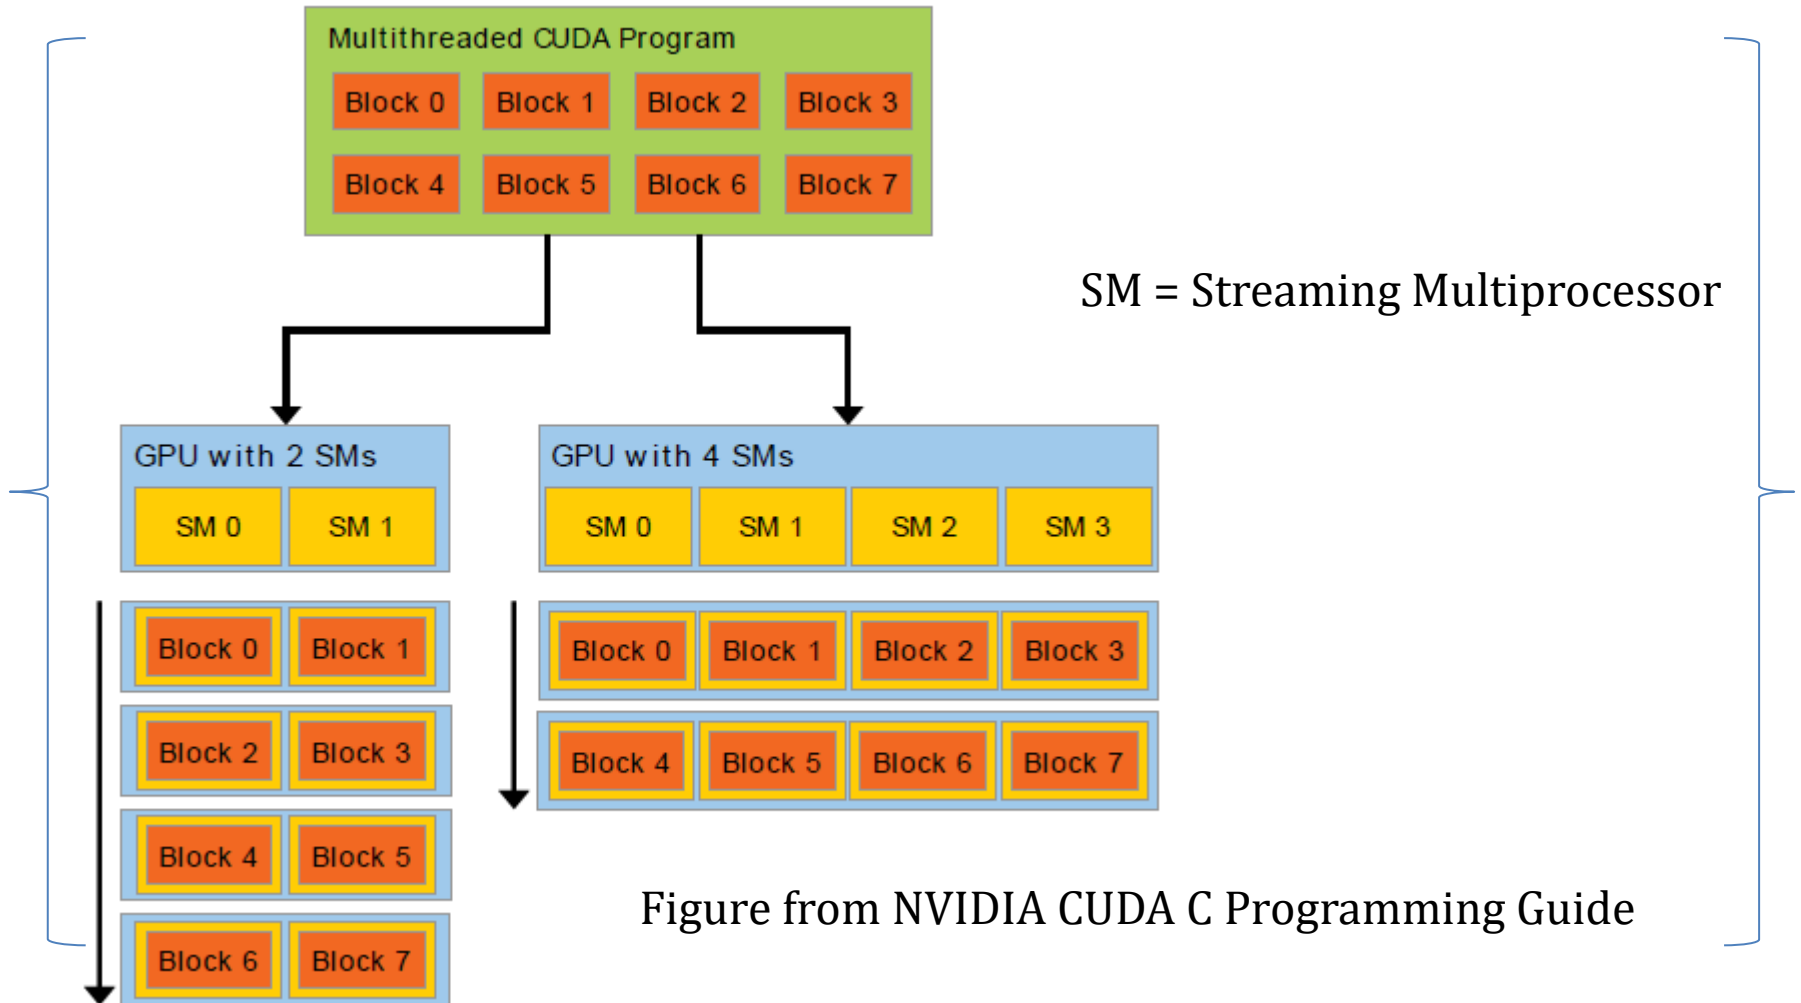 Multithreaded CUDA Program
Block 0 Block 1 Block 2 Block 3
Block 4 Block 5 Block 6 Block 7
SM = Streaming Multiprocessor
GPU with 2 SMs
SM 0 SM 1
Block 0 Block 1
Block 2 Block 3
Block 4 Block 5
Block 6 Block 7
GPU with 4 SMs
SM 0 SM 1 SM 2 SM 3
Block 0 Block 1 Block 2 Block 3
Block 4 Block 5 Block 6 Block 7
Figure from NVIDIA CUDA C Programming Guide